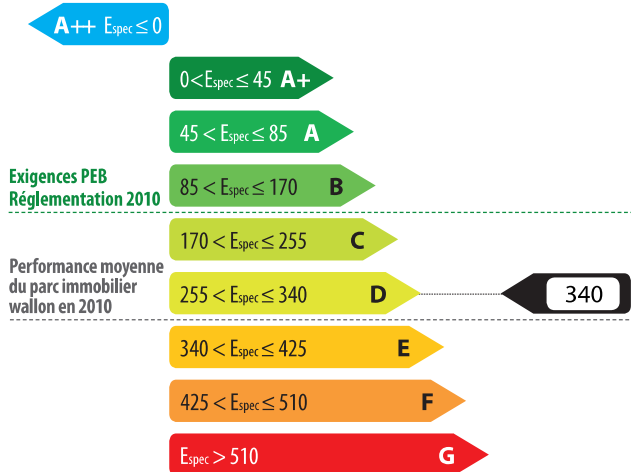 A++ Espec ≤ 0
0 < Espec ≤ 45 A+
45 < Espec ≤ 85 A
Exigences PEB
Réglementation 2010
85 < Espec ≤ 170 B
170 < Espec ≤ 255 C
Performance moyenne
du parc immobilier
wallon en 2010
255 < Espec ≤ 340 D
340
340 < Espec ≤ 425 E
425 < Espec ≤ 510 F
Espec > 510 G